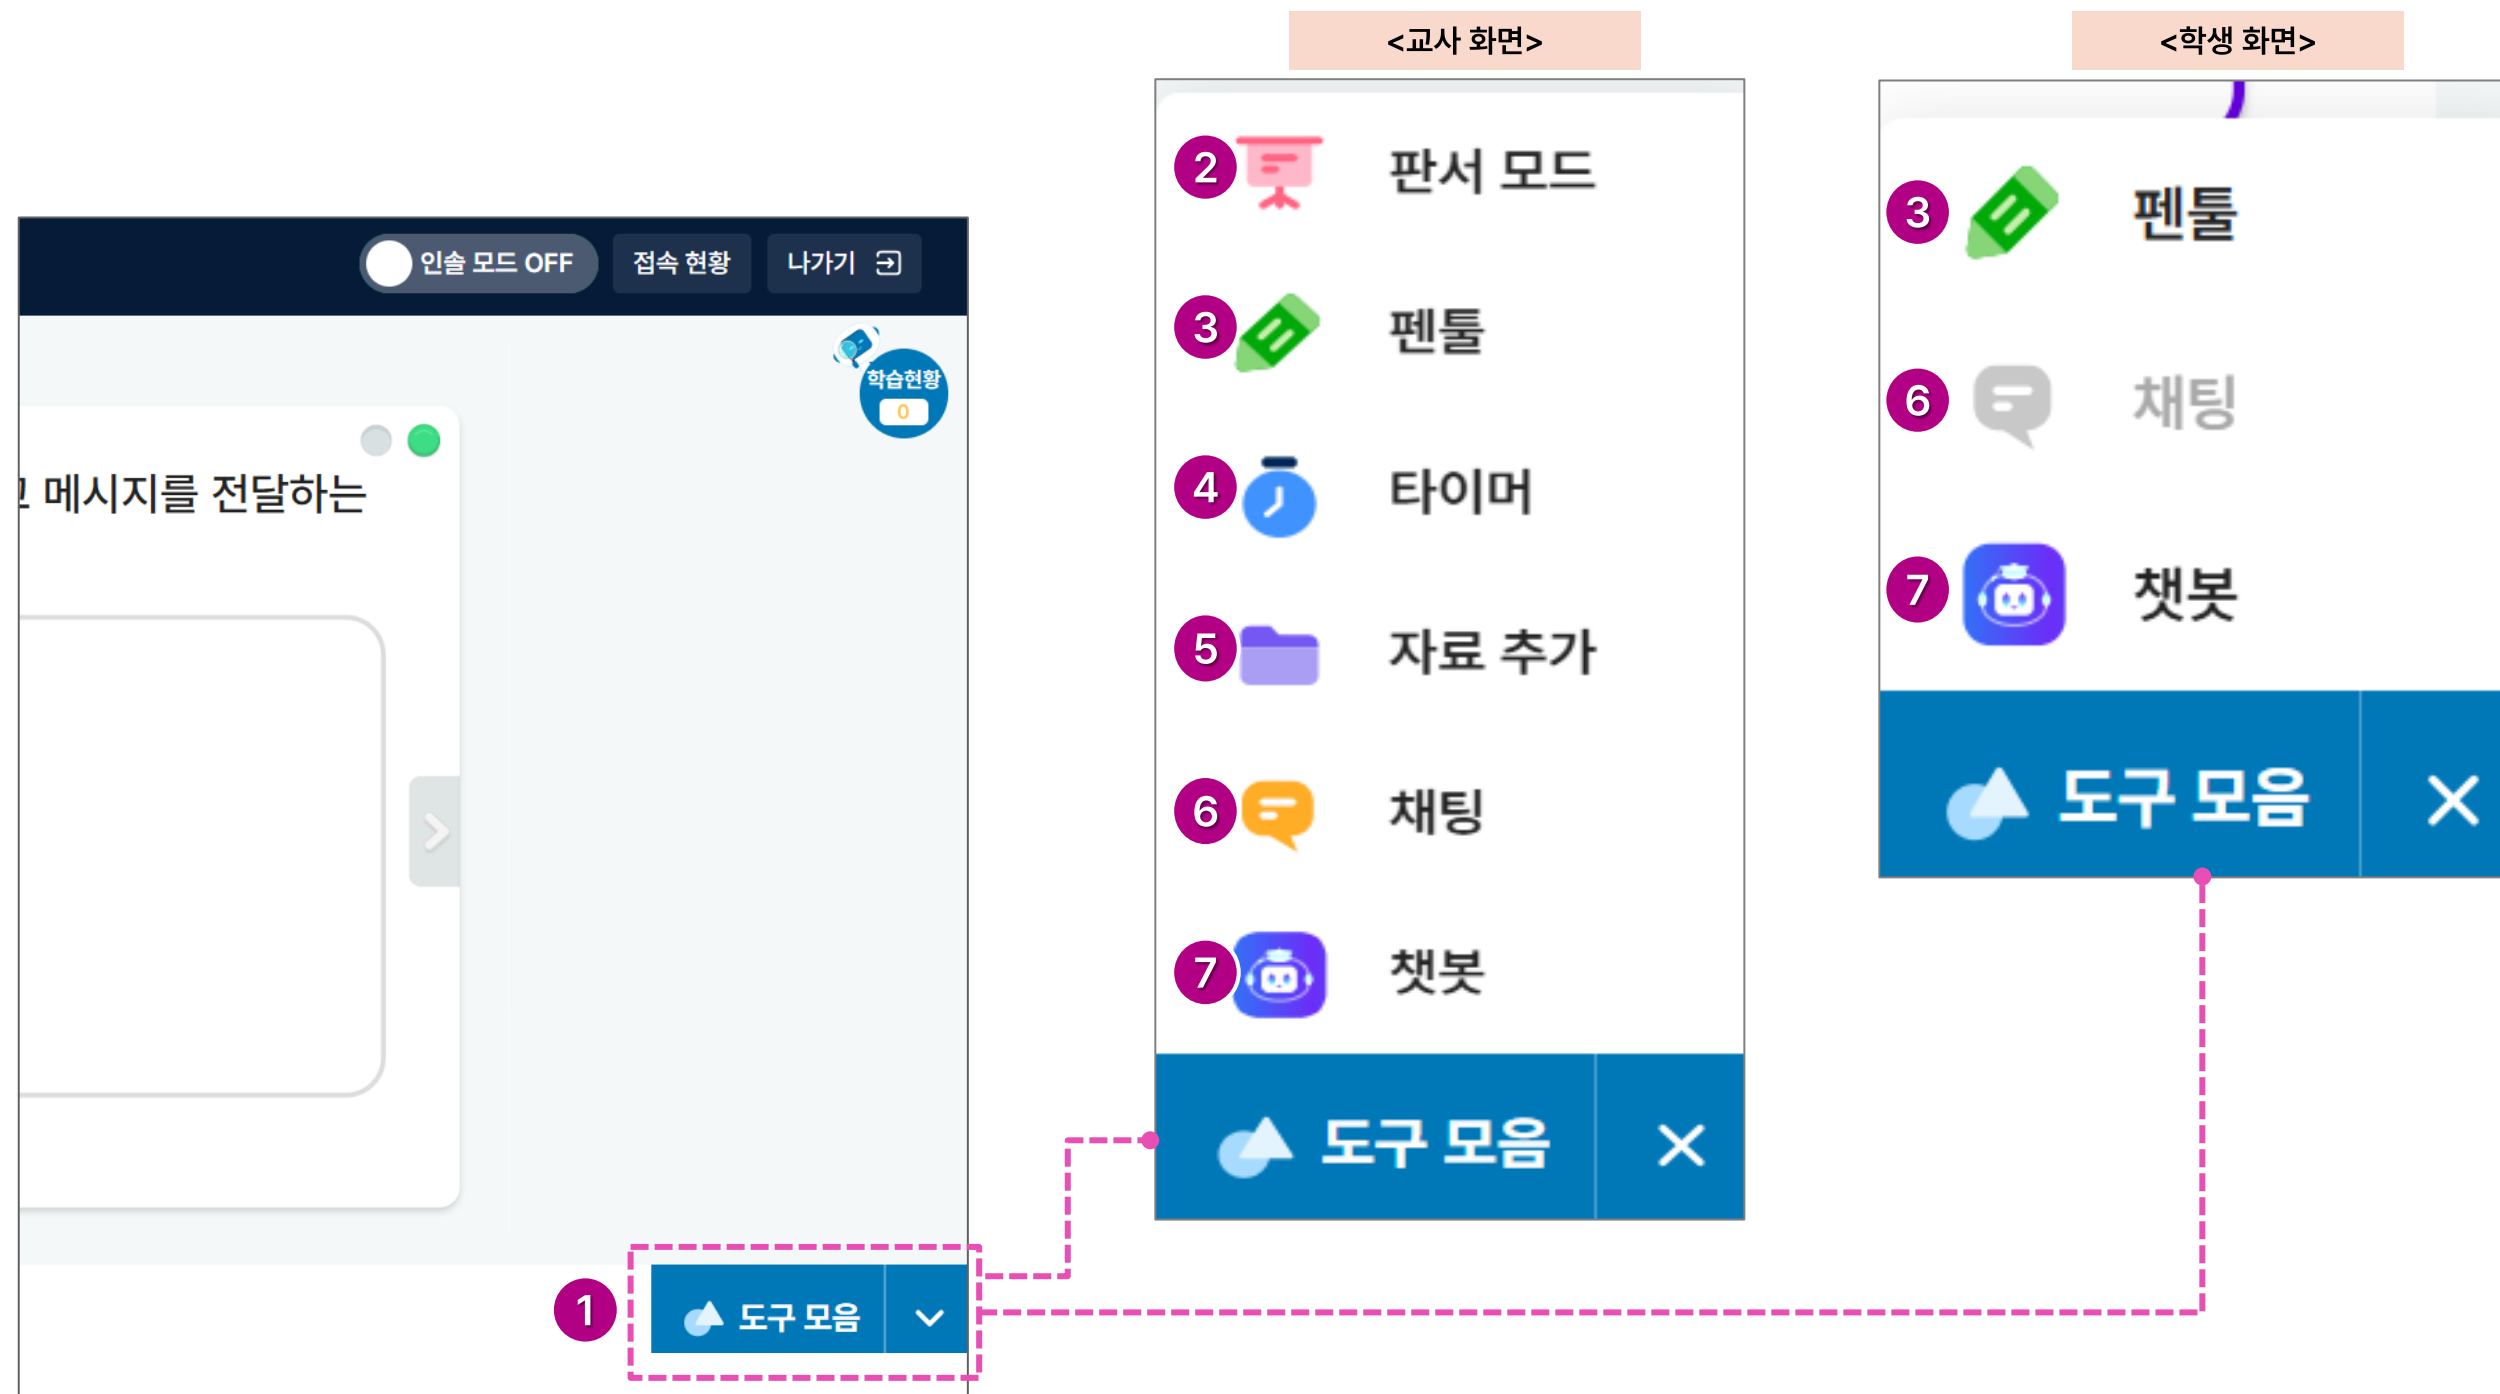 인솔 모드 OFF
접속 현황
나가기
학습현황
0
메시지를 전달하는
1
도구 모음
<교사 화면>
2
판서 모드
3
펜툴
4
타이머
5
자료 추가
6
채팅
7
챗봇
도구 모음
<학생 화면>
3
펜툴
6
채팅
7
챗봇
도구 모음